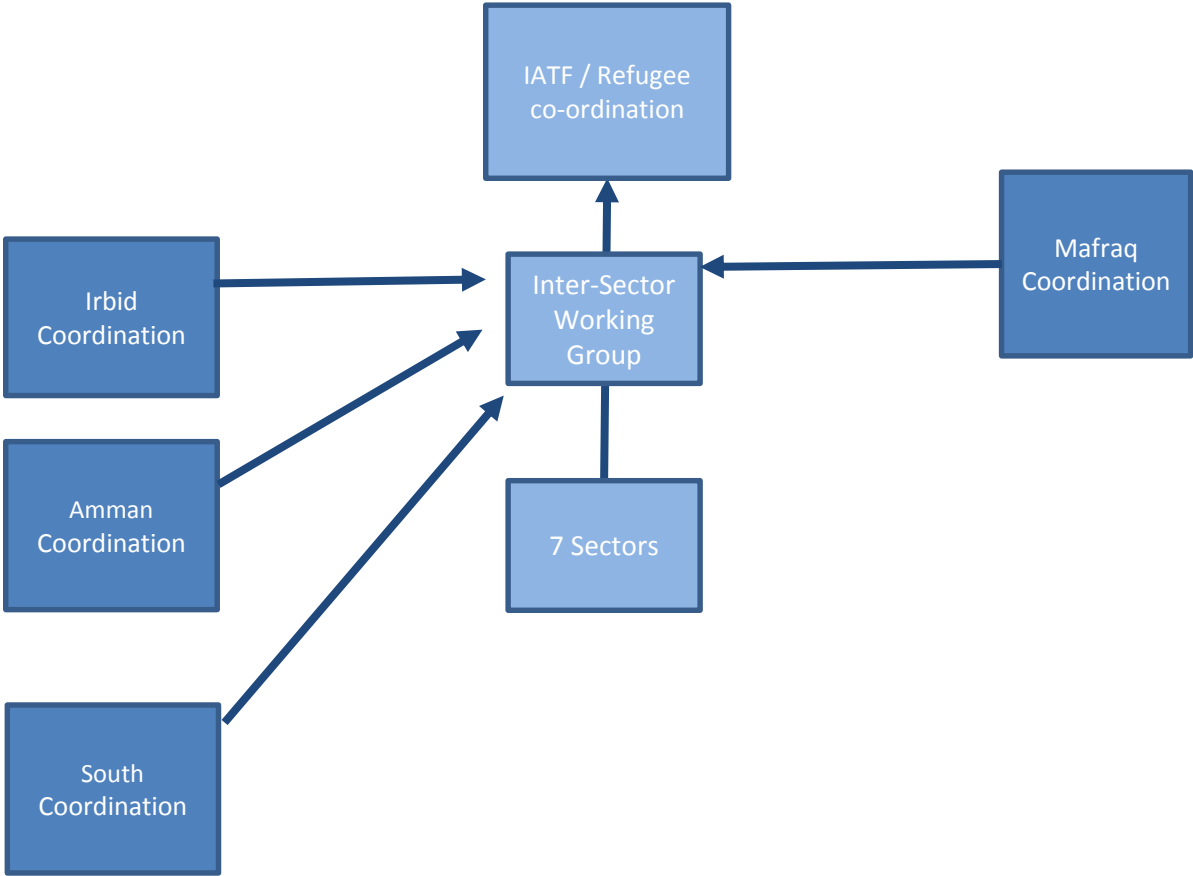 IATF / Refugee
co-ordination
Mafraq
Coordination
Irbid
Coordination
Inter-Sector
Working
Group
Amman
Coordination
7 Sectors
South
Coordination